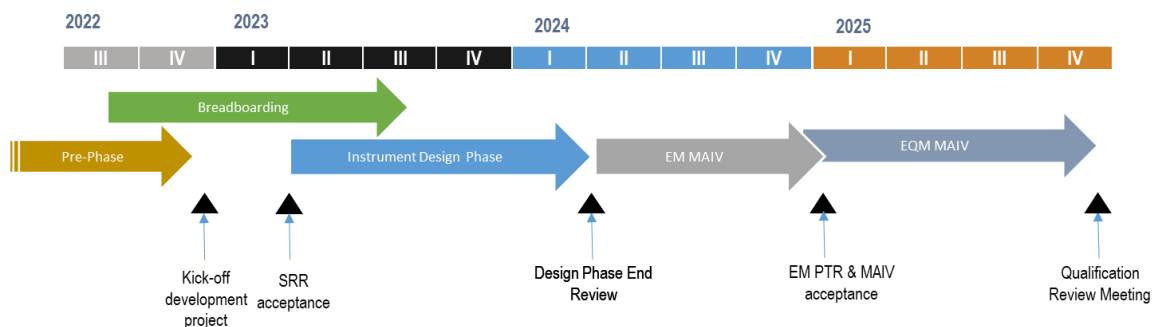 2022
2023
2024
2025
III IV I II III IV I II III IV I II III IV
Breadboarding
Pre-Phase
Instrument Design Phase
EM MAIV
EQM MAIV
Kick-off
development
project
SRR
acceptance
Design Phase End
Review
EM PTR & MAIV
acceptance
Qualification
Review Meeting